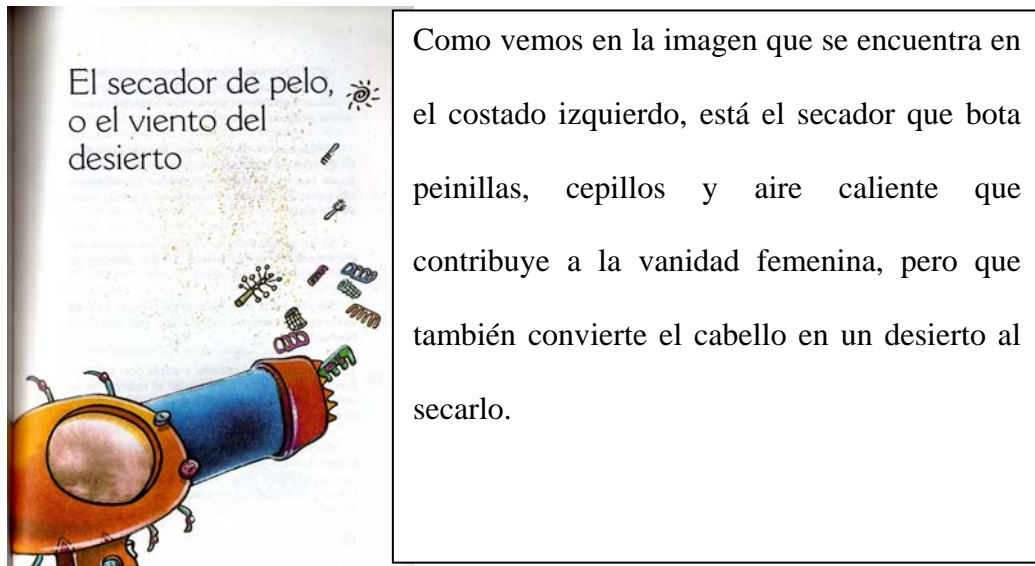 El secador de pelo,
o el viento del
desierto
Como vemos en la imagen que se encuentra en
el costado izquierdo, está el secador que bota
peinillas, cepillos y aire caliente que
contribuye a la vanidad femenina, pero que
también convierte el cabello en un desierto al
secarlo.